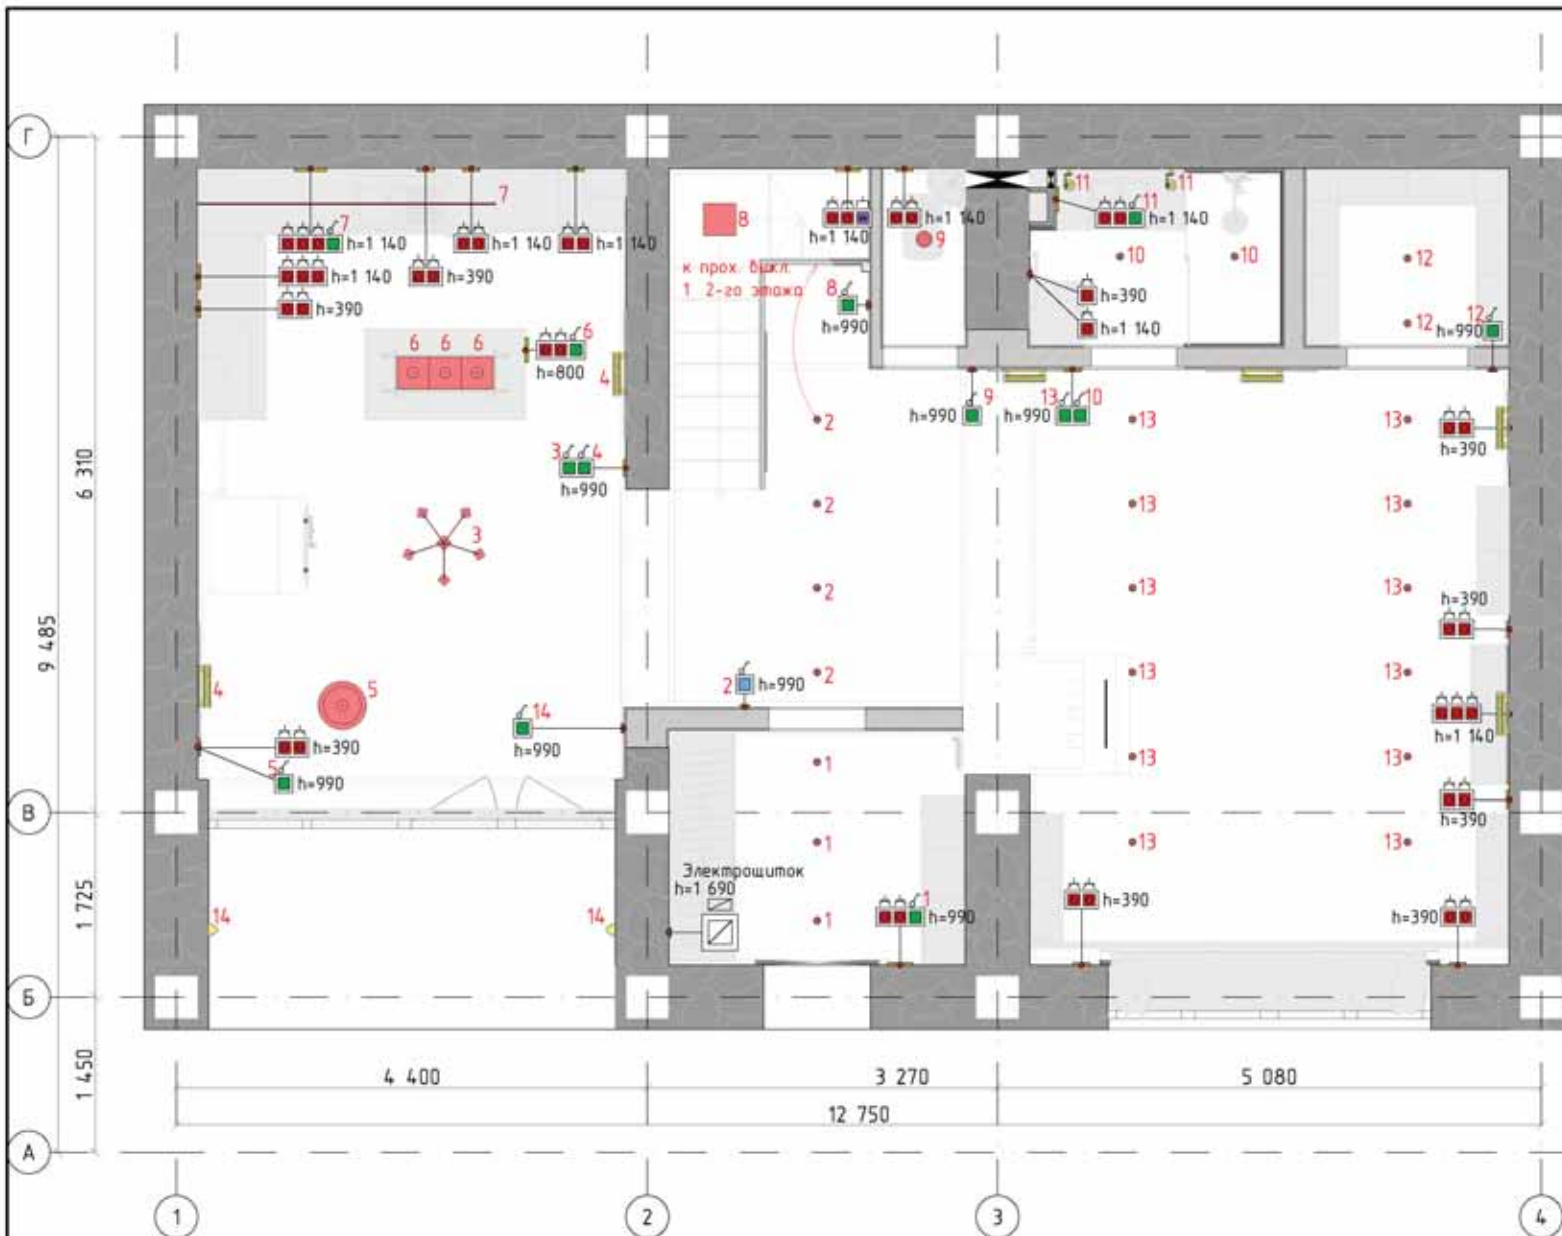 Г
7
7
h=1 140
h=1 140
h=1 140
h=1 140
h=390
h=390
8
h=1 140
h=1 140
9
11
11
11
h=1 140
10
10
12
к прох. выкл.
1 2-го этажа
8
h=990
h=390
h=1 140
12
12
h=990
6
6
6
6
h=800
4
2
9
h=990
13
10
h=990
13
13
h=390
3
4
h=990
6 310
3
2
13
13
2
13
13
h=390
9 485
4
5
2
h=990
2
13
13
h=1 140
14
h=990
h=390
5
h=990
1
13
13
h=390
В
1
13
13
Электрощиток
h=1 690
1 725
14
14
1
1
h=990
h=390
h=390
Б
1 450
4 400
3 270
5 080
12 750
А
1
2
3
4